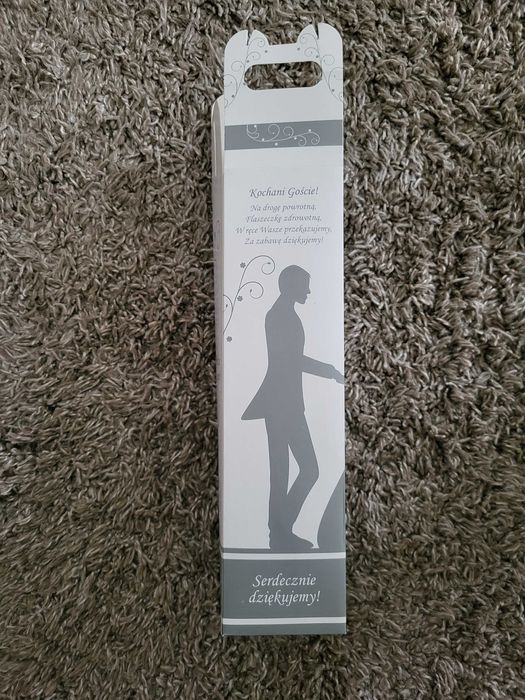 Kochani Goście!
Na drogę powrotną,
Flaszeczkę zdrowotną,
W ręce Wasze przekazujemy,
Za zabawę dziękujemy!
Serdecznie
dziękujemy!